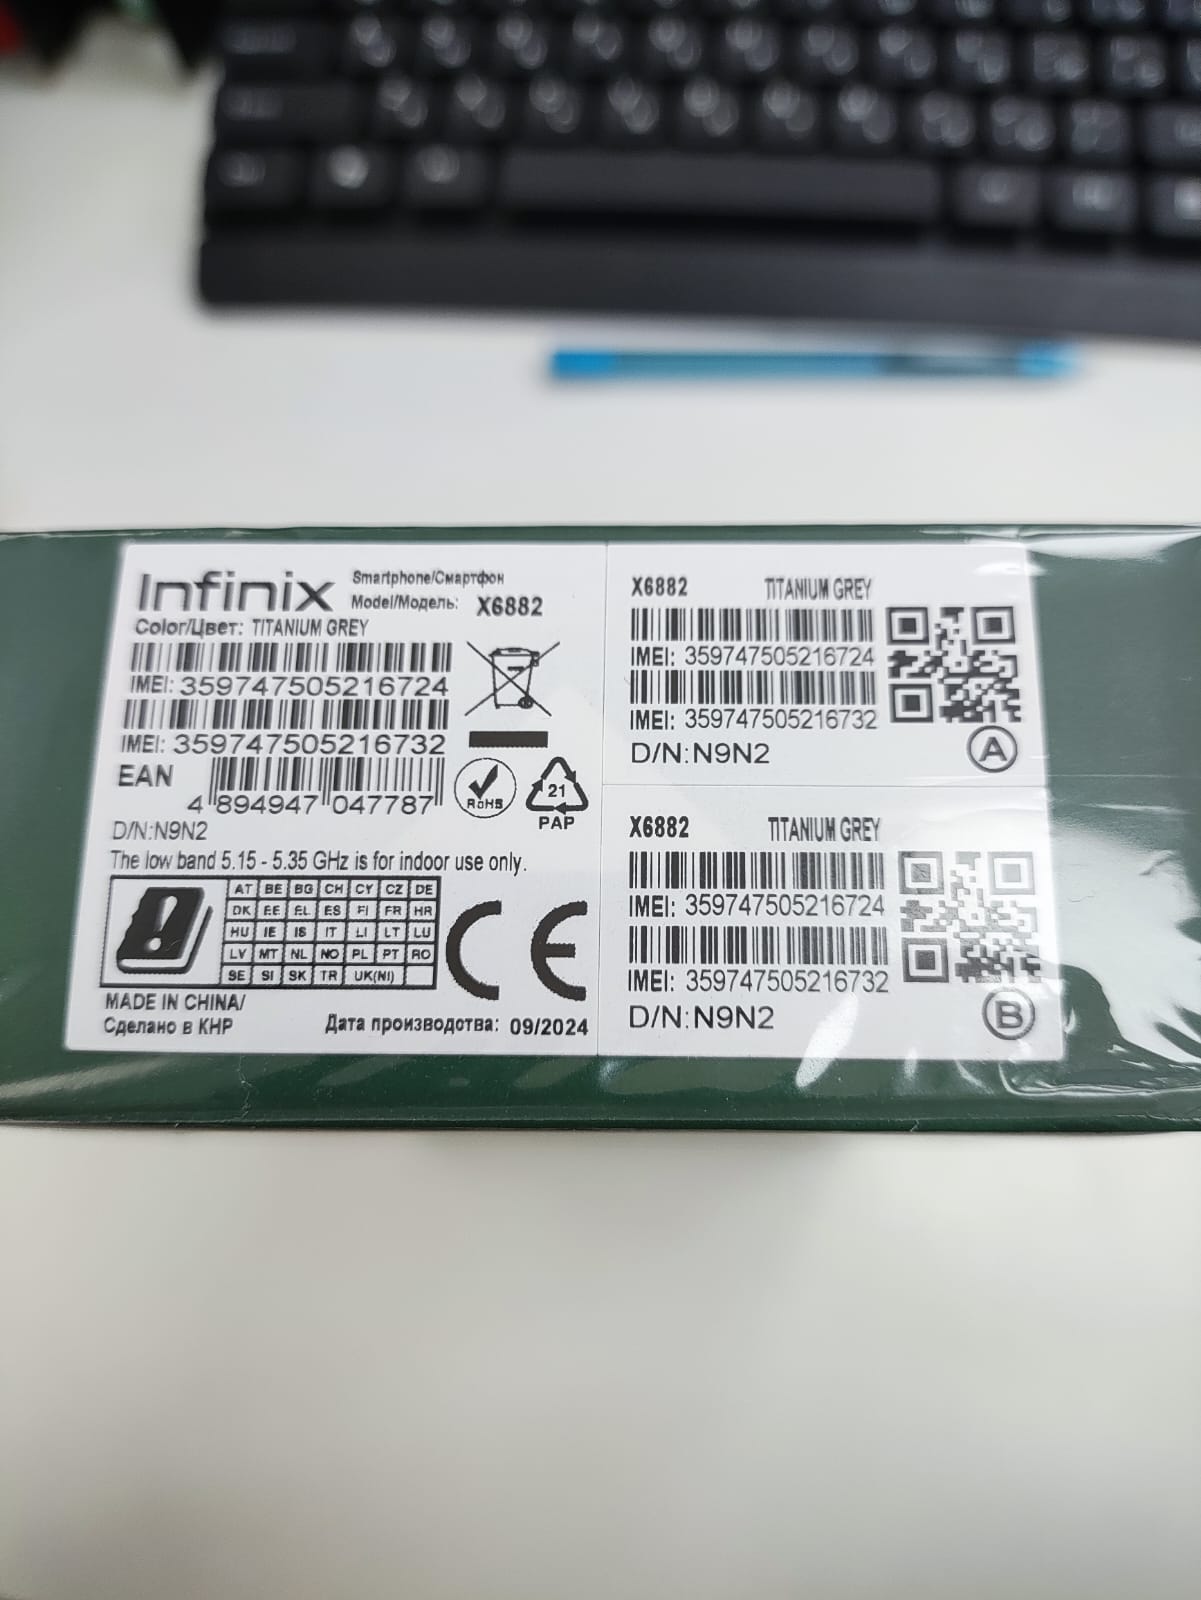 Infinix
Smartphone/Смартфон
Model/Модель: X6882
Color/Цвет: TITANIUM GREY
IMEI: 359747505216724
IMEI: 359747505216732
EAN
4 894947 047787
D/N:N9N2
The low band 5.15 - 5.35 GHz is for indoor use only.
AT BE BG CH CY CZ DE
DK EE EL ES FI FR HR
HU IE IS IT LI LT LU
LV MT NL NO PL PT RO
SE SI SK TR UK(NI)
MADE IN CHINA/
Сделано в КНР
Дата производства: 09/2024
RoHS
21
PAP
CE
X6882 TITANIUM GREY
IMEI: 359747505216724
IMEI: 359747505216732
D/N:N9N2
A
X6882 TITANIUM GREY
IMEI: 359747505216724
IMEI: 359747505216732
D/N:N9N2
B